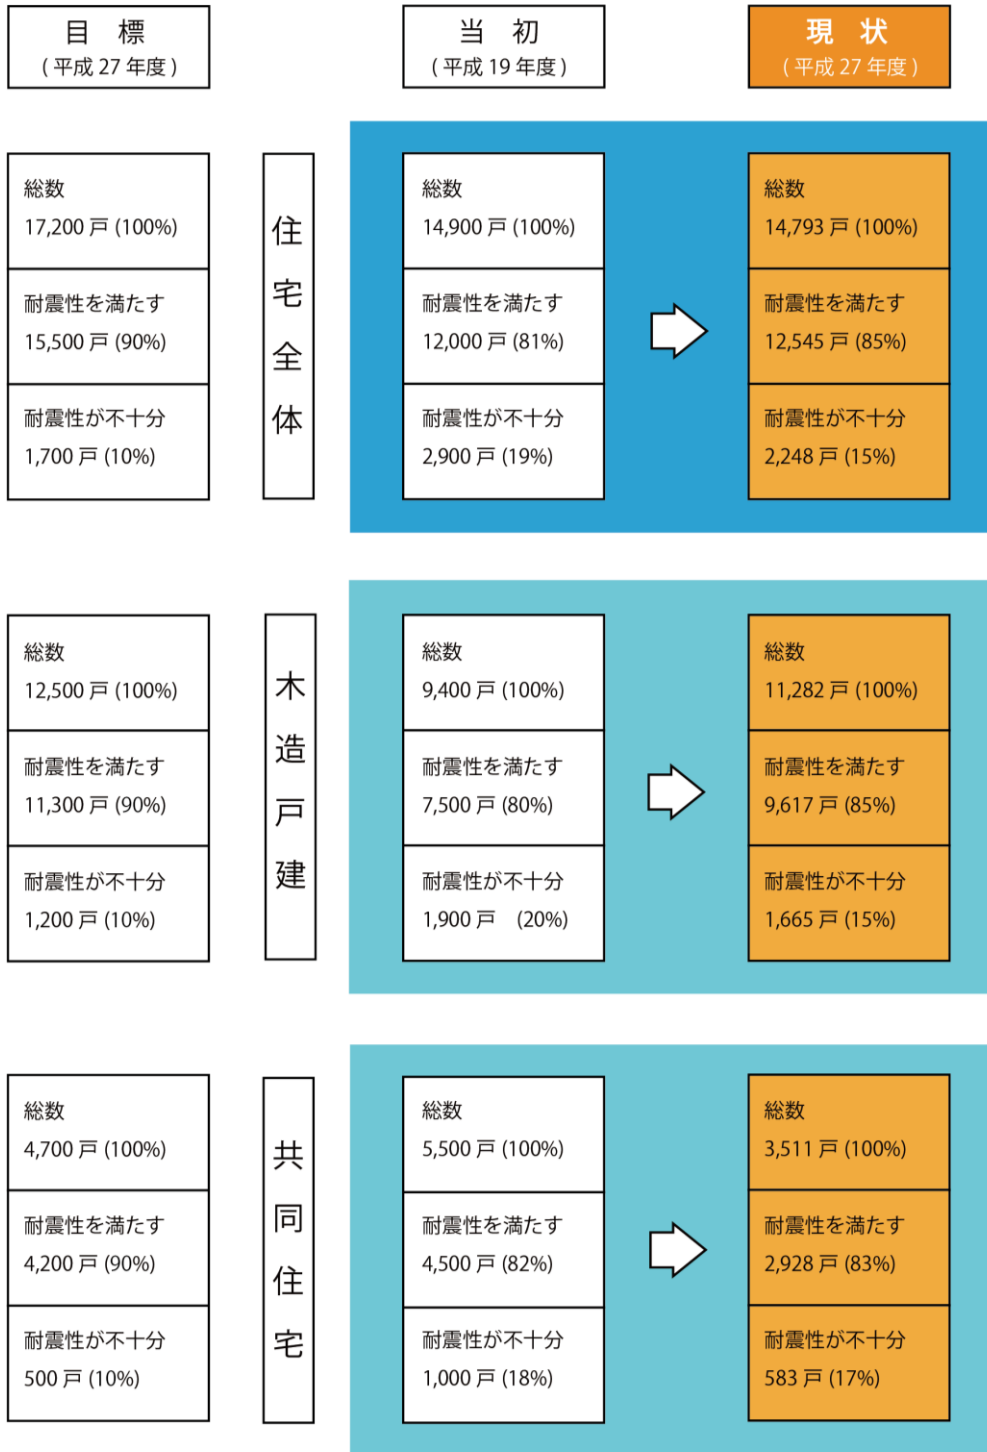 目 標
( 平成 27 年度 )
当 初
( 平成 19 年度 )
現 状
( 平成 27 年度 )
総数
17,200 戸 (100%)
耐震性を満たす
15,500 戸 (90%)
耐震性が不十分
1,700 戸 (10%)
住宅全体
総数
14,900 戸 (100%)
耐震性を満たす
12,000 戸 (81%)
耐震性が不十分
2,900 戸 (19%)
総数
14,793 戸 (100%)
耐震性を満たす
12,545 戸 (85%)
耐震性が不十分
2,248 戸 (15%)
総数
12,500 戸 (100%)
耐震性を満たす
11,300 戸 (90%)
耐震性が不十分
1,200 戸 (10%)
木造戸建
総数
9,400 戸 (100%)
耐震性を満たす
7,500 戸 (80%)
耐震性が不十分
1,900 戸 (20%)
総数
11,282 戸 (100%)
耐震性を満たす
9,617 戸 (85%)
耐震性が不十分
1,665 戸 (15%)
総数
4,700 戸 (100%)
耐震性を満たす
4,200 戸 (90%)
耐震性が不十分
500 戸 (10%)
共同住宅
総数
5,500 戸 (100%)
耐震性を満たす
4,500 戸 (82%)
耐震性が不十分
1,000 戸 (18%)
総数
3,511 戸 (100%)
耐震性を満たす
2,928 戸 (83%)
耐震性が不十分
583 戸 (17%)